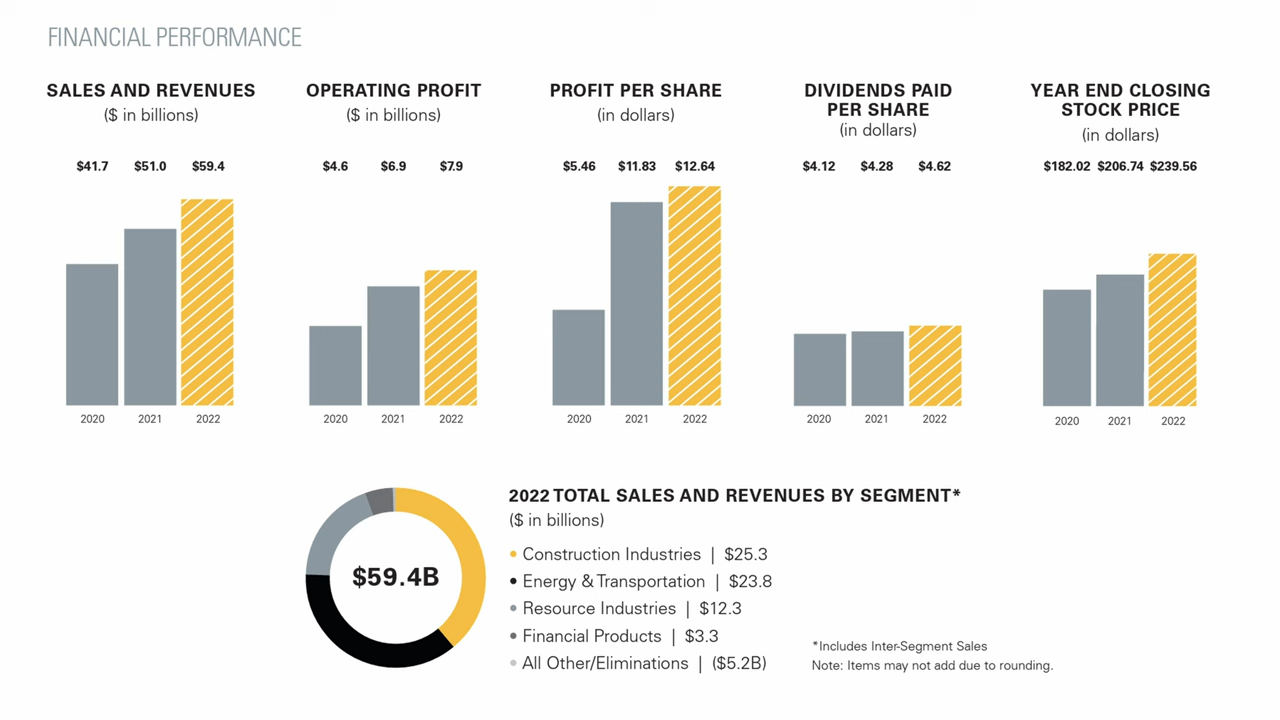 FINANCIAL PERFORMANCE
SALES AND REVENUES
($ in billions)
$41.7 $51.0 $59.4
2020 2021 2022
OPERATING PROFIT
($ in billions)
$4.6 $6.9 $7.9
2020 2021 2022
PROFIT PER SHARE
(in dollars)
$5.46 $11.83 $12.64
2020 2021 2022
DIVIDENDS PAID
PER SHARE
(in dollars)
$4.12 $4.28 $4.62
2020 2021 2022
YEAR END CLOSING
STOCK PRICE
(in dollars)
$182.02 $206.74 $239.56
2020 2021 2022
$59.4B
2022 TOTAL SALES AND REVENUES BY SEGMENT*
($ in billions)
• Construction Industries | $25.3
• Energy & Transportation | $23.8
• Resource Industries | $12.3
• Financial Products | $3.3
• All Other/Eliminations | ($5.2B)
*Includes Inter-Segment Sales
Note: Items may not add due to rounding.